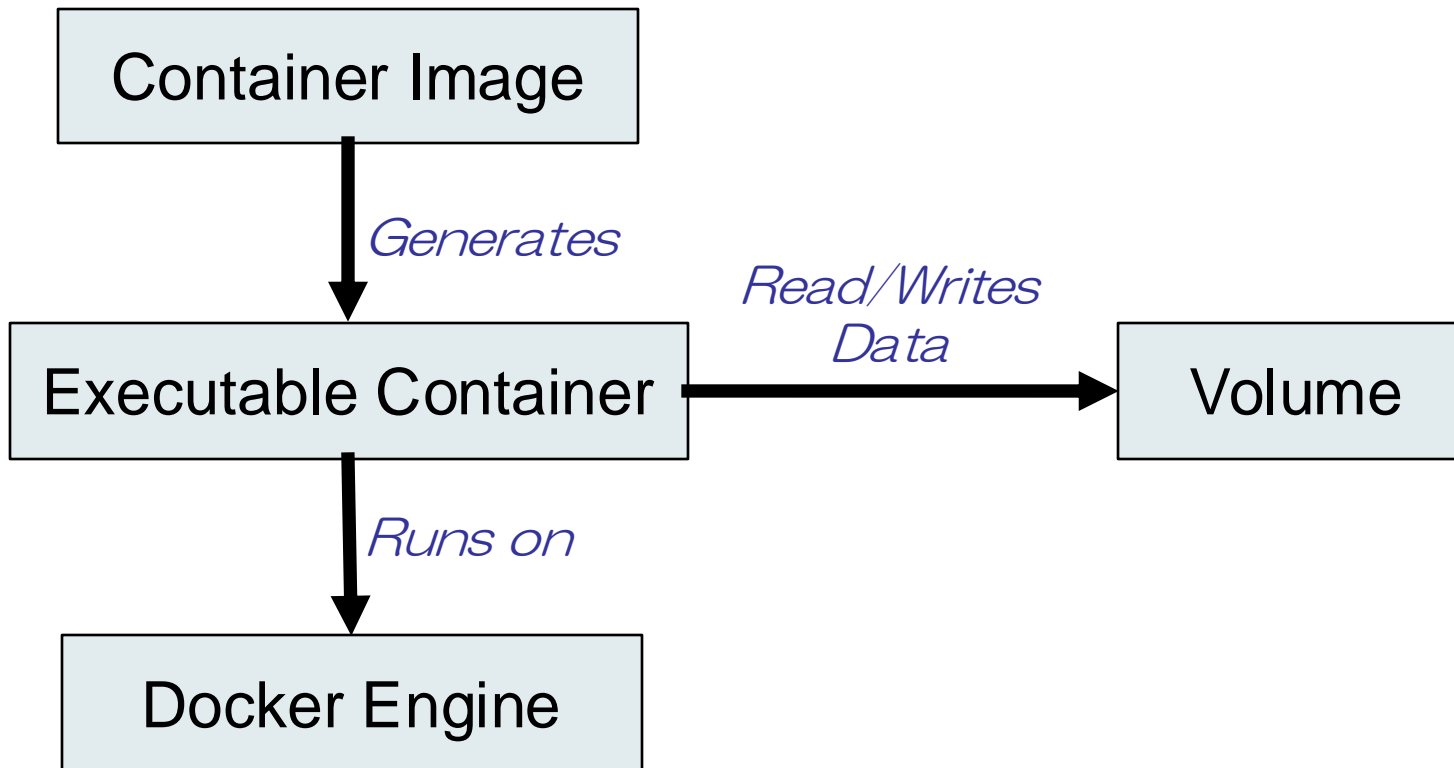 Container Image
Generates
Read/Writes
Data
Executable Container
Volume
Runs on
Docker Engine